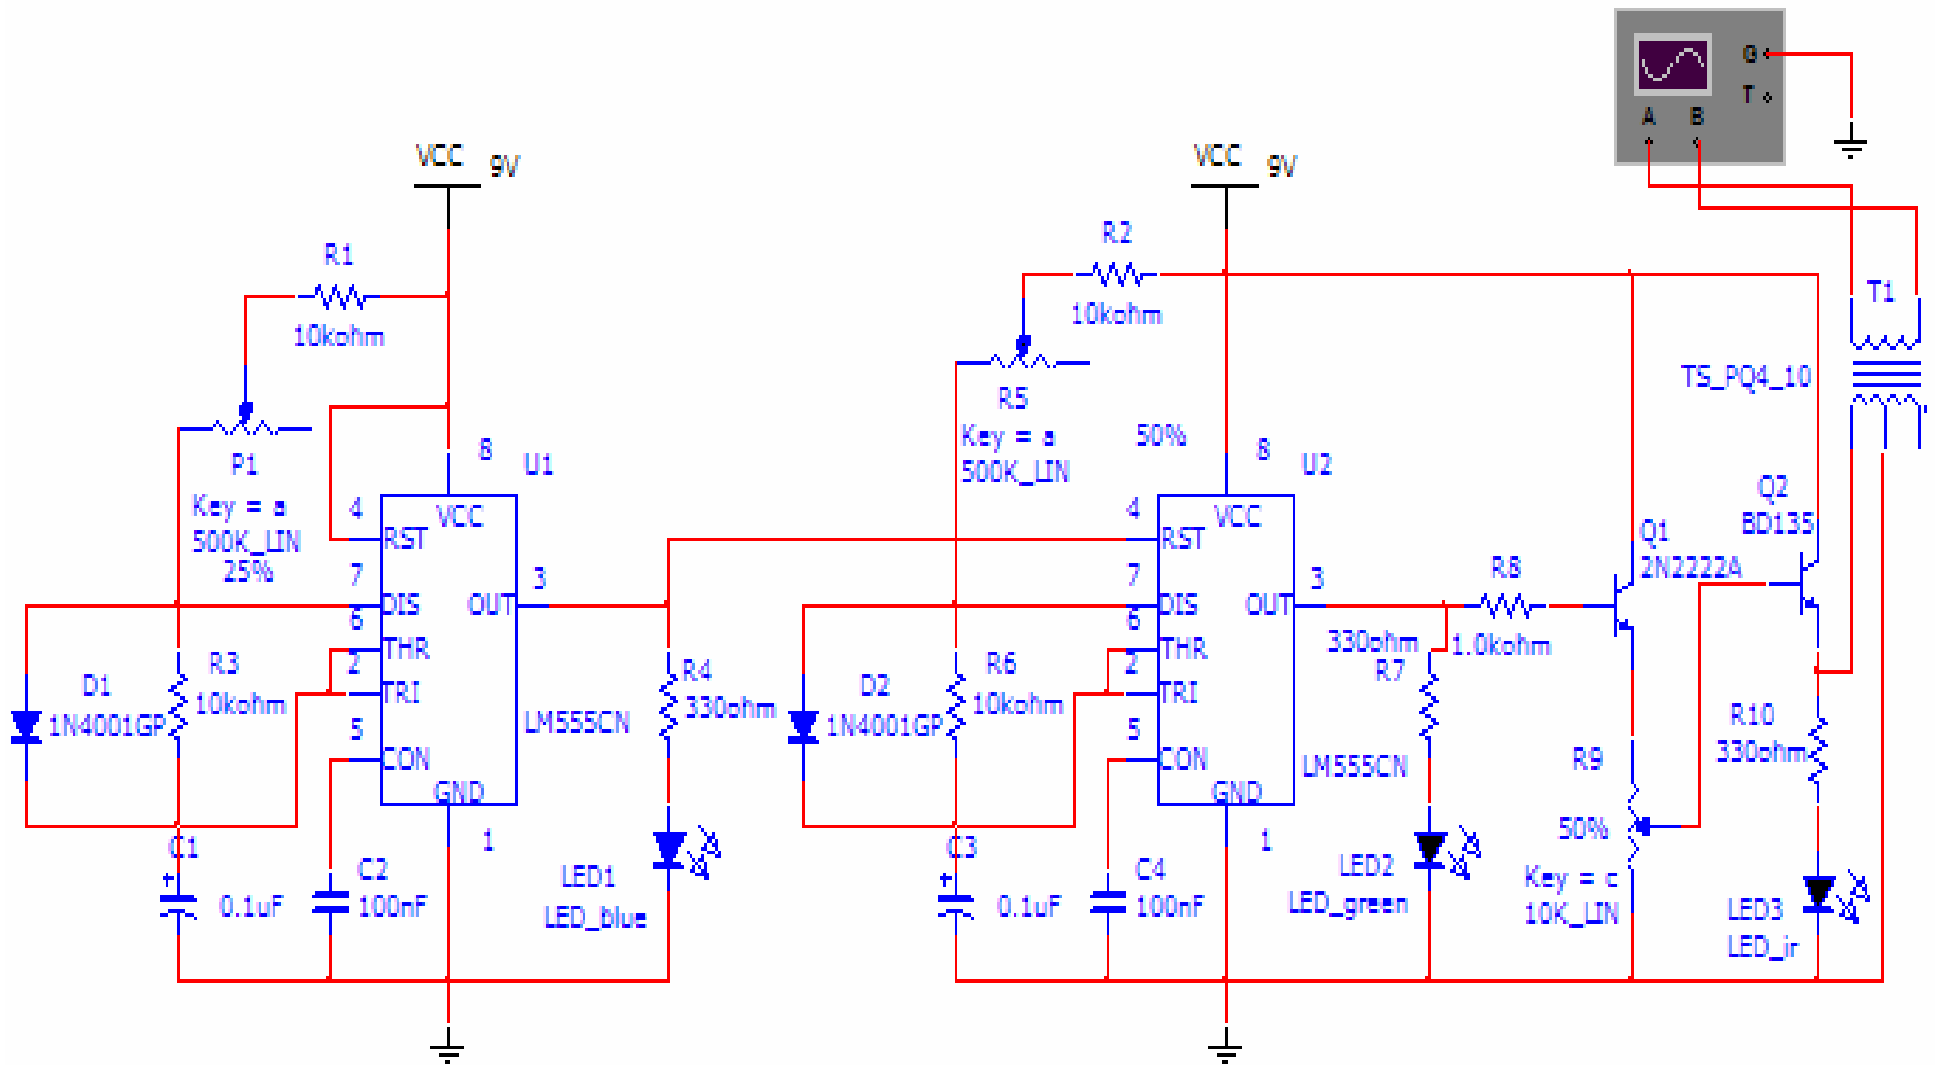 G
T
A
B
VCC
9V
VCC
9V
R1
10kohm
R2
10kohm
T1
TS_PQ4_10
P1
Key = a
500K_LIN
25%
R5
Key = a
500K_LIN
50%
8
U1
4
VCC
RST
7
DIS
OUT
3
6
THR
2
TRI
5
CON
GND
1
LM555CN
D1
1N4001GP
R3
10kohm
R4
330ohm
C1
0.1uF
C2
100nF
LED1
LED_blue
8
U2
4
VCC
RST
7
DIS
OUT
3
6
THR
2
TRI
5
CON
GND
1
LM555CN
D2
1N4001GP
R6
10kohm
C3
0.1uF
C4
100nF
330ohm
R7
R8
1.0kohm
Q1
2N2222A
Q2
BD135
LED2
LED_green
R9
50%
Key = c
10K_LIN
R10
330ohm
LED3
LED_ir